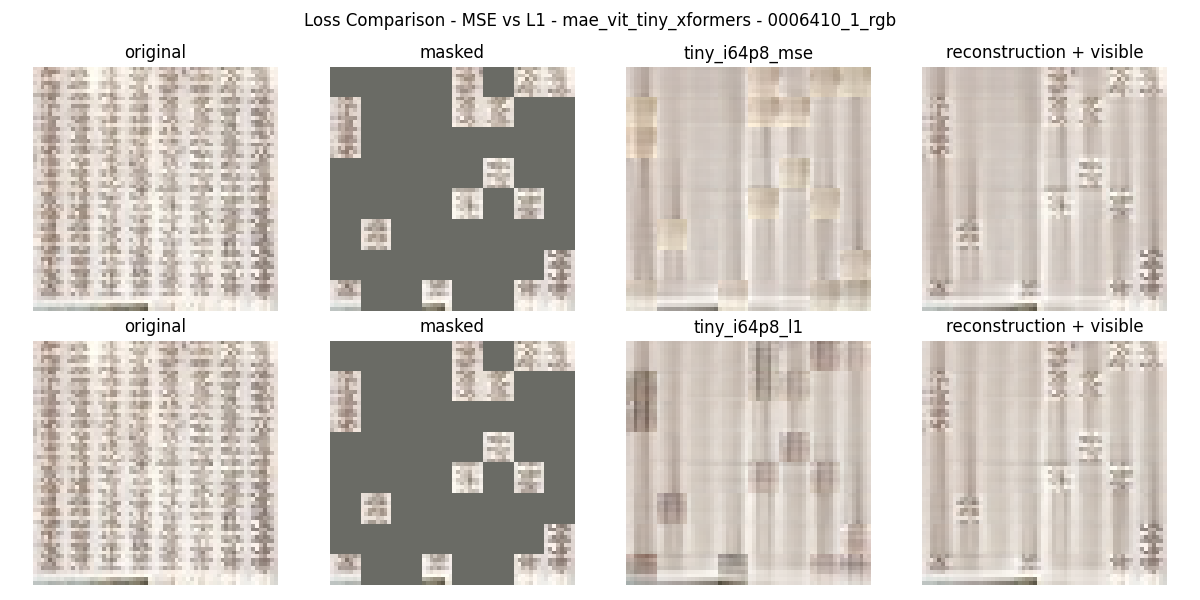 Loss Comparison - MSE vs L1 - mae_vit_tiny_xformers - 0006410_1_rgb
original masked tiny_i64p8_mse reconstruction + visible
original masked tiny_i64p8_l1 reconstruction + visible